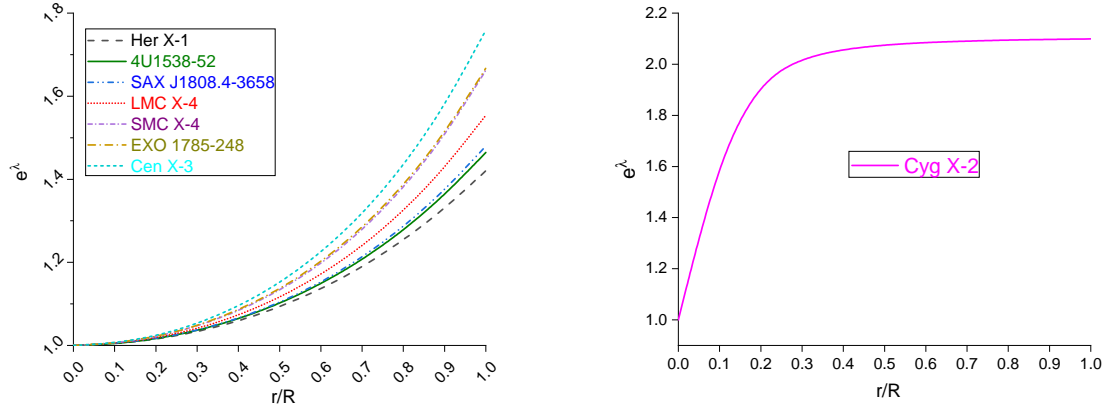 1.8
1.6
1.4
1.2
1.0
e^λ
Her X-1
4U1538-52
SAX J1808.4-3658
LMC X-4
SMC X-4
EXO 1785-248
Cen X-3
0.0 0.1 0.2 0.3 0.4 0.5 0.6 0.7 0.8 0.9 1.0
r/R
2.2
2.0
1.8
1.6
1.4
1.2
1.0
e^λ
Cyg X-2
0.0 0.1 0.2 0.3 0.4 0.5 0.6 0.7 0.8 0.9 1.0
r/R